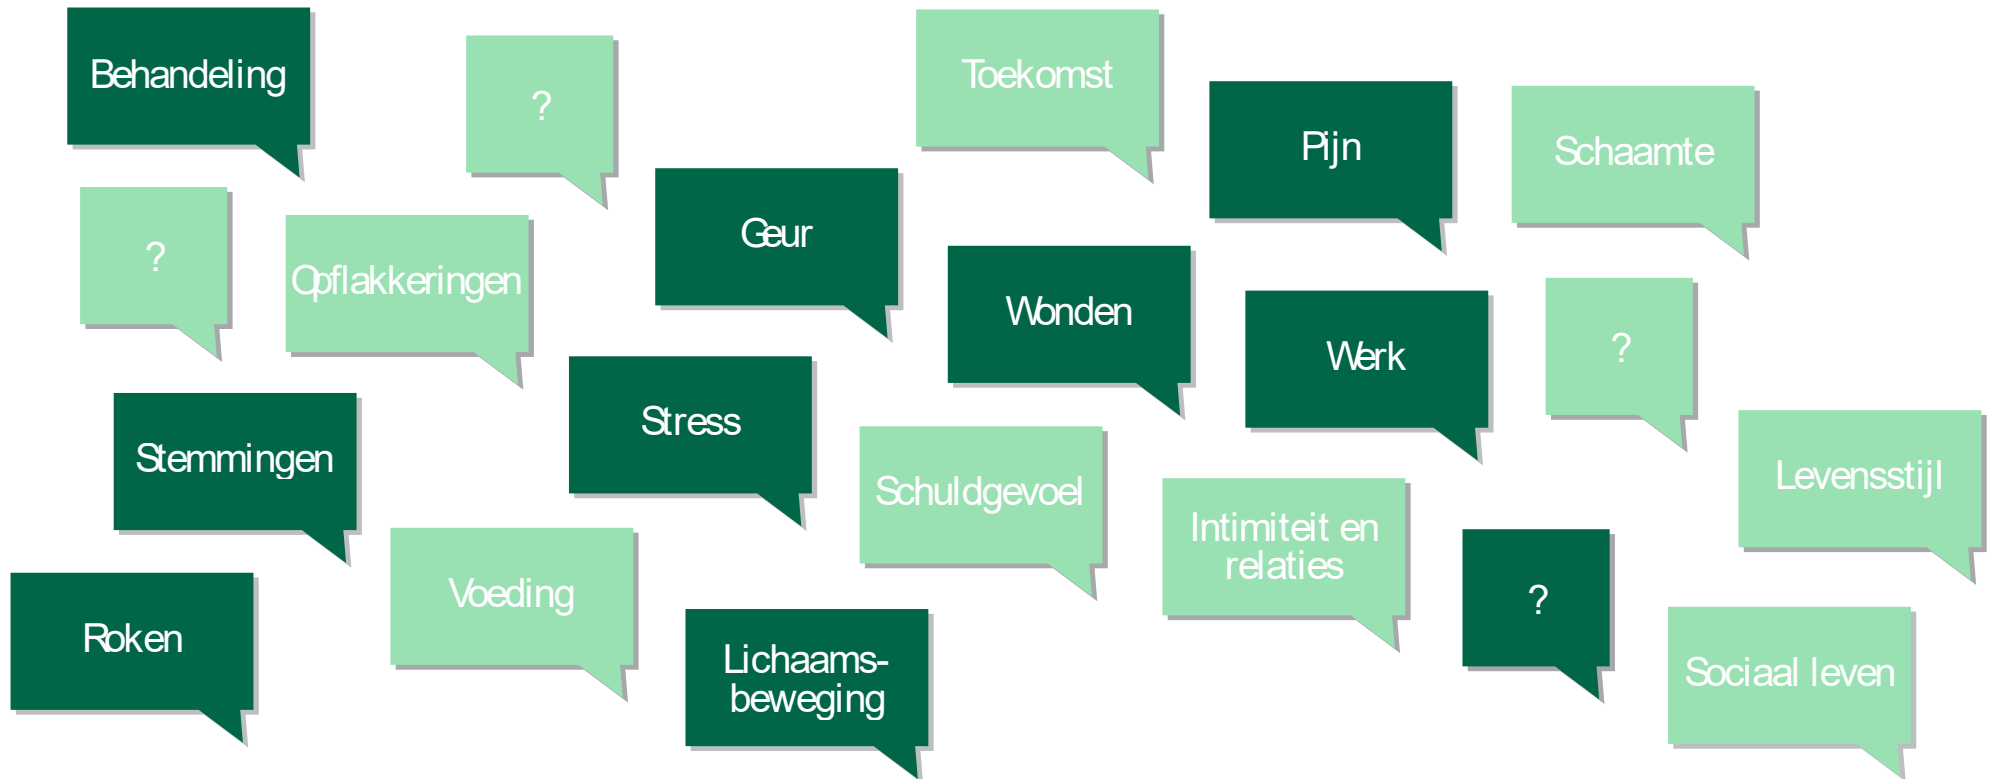 Behandeling
?
Toekomst
Pijn
Schaamte
?
Opflakkeringen
Geur
Wonden
Werk
?
Stemmingen
Stress
Schuldgevoel
Intimiteit en
relaties
Levensstijl
Roken
Voeding
Lichaams-
beweging
?
Sociaal leven